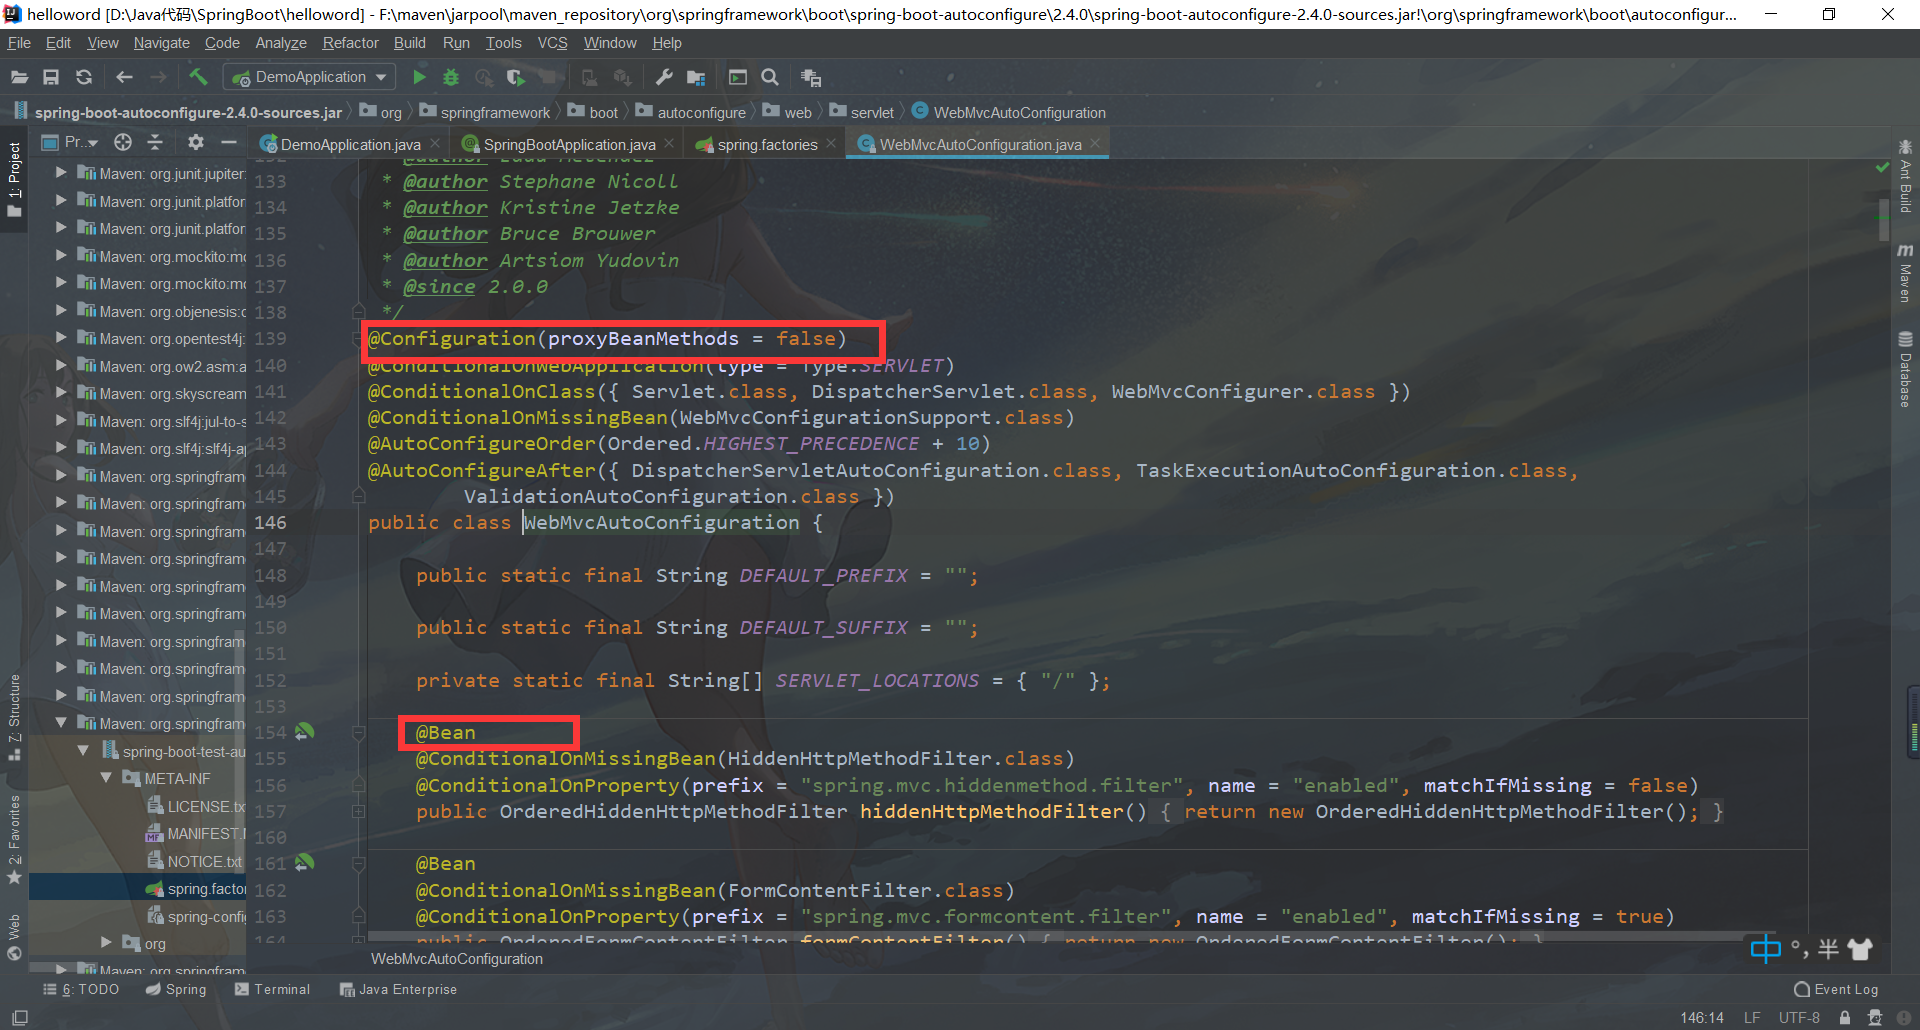 helloword [D:\Java代码\SpringBoot\helloword] - F:\maven\jarpool\maven_repository\org\springframework\boot\spring-boot-autoconfigure\2.4.0\spring-boot-autoconfigure-2.4.0-sources.jar!\org\springframework\boot\autoconfigur...
File Edit View Navigate Code Analyze Refactor Build Run Tools VCS Window Help
DemoApplication
spring-boot-autoconfigure-2.4.0-sources.jar org springframework boot autoconfigure web servlet WebMvcAutoConfiguration
Pr... DemoApplication.java SpringBootApplication.java spring.factories WebMvcAutoConfiguration.java
1: Project
Z: Structure
2: Favorites
Web
Maven: org.junit.jupiter:
Maven: org.junit.platfor
Maven: org.junit.platfor
Maven: org.mockito:mo
Maven: org.mockito:mo
Maven: org.objenesis:o
Maven: org.opentest4j:
Maven: org.ow2.asm:a
Maven: org.skyscream
Maven: org.slf4j:jul-to-s
Maven: org.slf4j:slf4j-ap
Maven: org.springfram
Maven: org.springfram
Maven: org.springfram
Maven: org.springfram
Maven: org.springfram
Maven: org.springfram
Maven: org.springfram
Maven: org.springfram
Maven: org.springfram
Maven: org.springfram
spring-boot-test-au
META-INF
LICENSE.tx
MANIFEST.
NOTICE.txt
spring.facto
spring-confi
org
Maven: org.springfram
133 * @author Stephane Nicoll
134 * @author Kristine Jetzke
135 * @author Bruce Brouwer
136 * @author Artsiom Yudovin
137 * @since 2.0.0
138 */
139 @Configuration(proxyBeanMethods = false)
140 @ConditionalOnWebApplication(type = Type.SERVLET)
141 @ConditionalOnClass({ Servlet.class, DispatcherServlet.class, WebMvcConfigurer.class })
142 @ConditionalOnMissingBean(WebMvcConfigurationSupport.class)
143 @AutoConfigureOrder(Ordered.HIGHEST_PRECEDENCE + 10)
144 @AutoConfigureAfter({ DispatcherServletAutoConfiguration.class, TaskExecutionAutoConfiguration.class,
145 ValidationAutoConfiguration.class })
146 public class WebMvcAutoConfiguration {
147
148 public static final String DEFAULT_PREFIX = "";
149
150 public static final String DEFAULT_SUFFIX = "";
151
152 private static final String[] SERVLET_LOCATIONS = { "/" };
153
154 @Bean
155 @ConditionalOnMissingBean(HiddenHttpMethodFilter.class)
156 @ConditionalOnProperty(prefix = "spring.mvc.hiddenmethod.filter", name = "enabled", matchIfMissing = false)
157 public OrderedHiddenHttpMethodFilter hiddenHttpMethodFilter() { return new OrderedHiddenHttpMethodFilter(); }
160
161 @Bean
162 @ConditionalOnMissingBean(FormContentFilter.class)
163 @ConditionalOnProperty(prefix = "spring.mvc.formcontent.filter", name = "enabled", matchIfMissing = true)
164 public OrderedFormContentFilter formContentFilter() { return new OrderedFormContentFilter(); }
WebMvcAutoConfiguration
Ant Build
m Maven
Database
中 °, 半
6: TODO Spring Terminal Java Enterprise Event Log
146:14 LF UTF-8